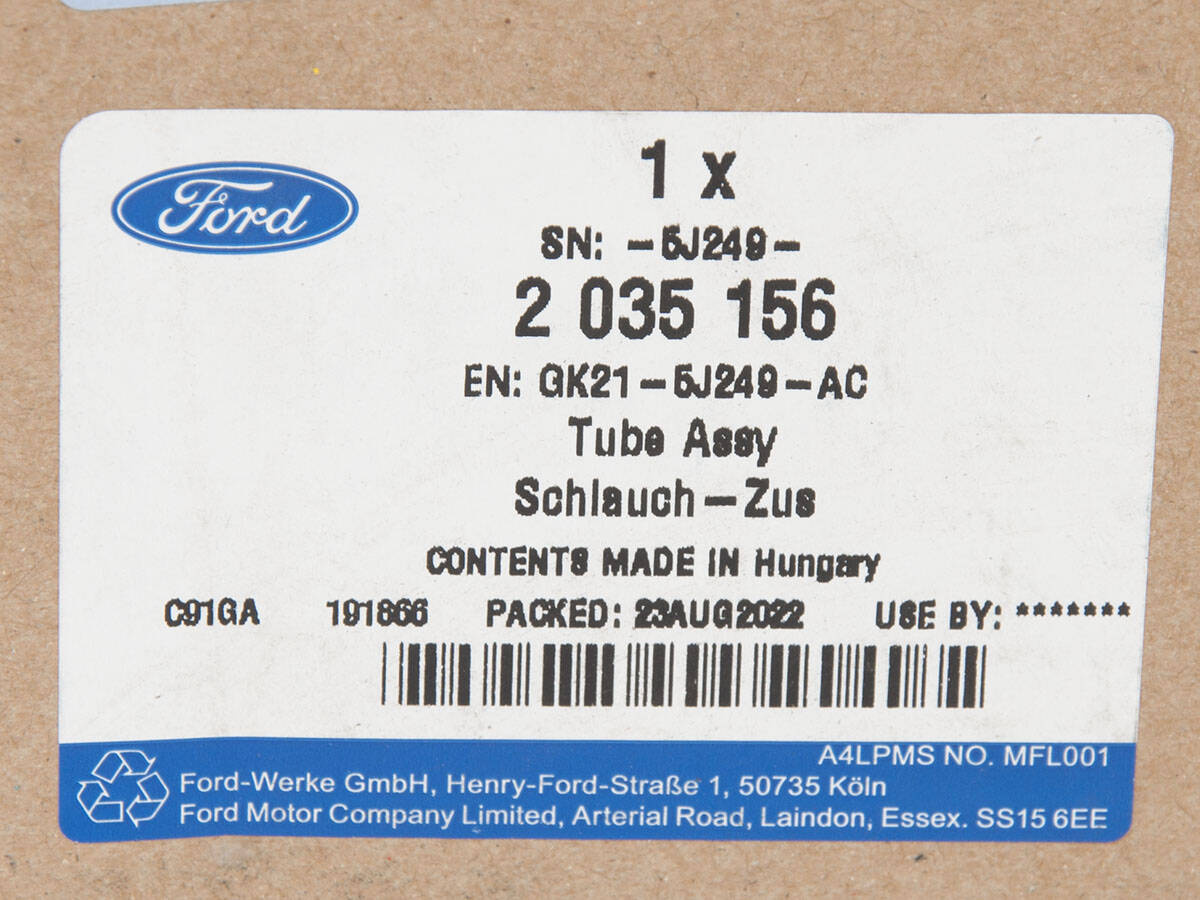 Ford
1 x
SN: -5J249-
2 035 156
EN: GK21-5J249-AC
Tube Assy
Schlauch-Zus
CONTENTS MADE IN Hungary
C91GA 191866 PACKED: 23AUG2022 USE BY: *******
A4LPMS NO. MFL001
Ford-Werke GmbH, Henry-Ford-Straße 1, 50735 Köln
Ford Motor Company Limited, Arterial Road, Laindon, Essex. SS15 6EE